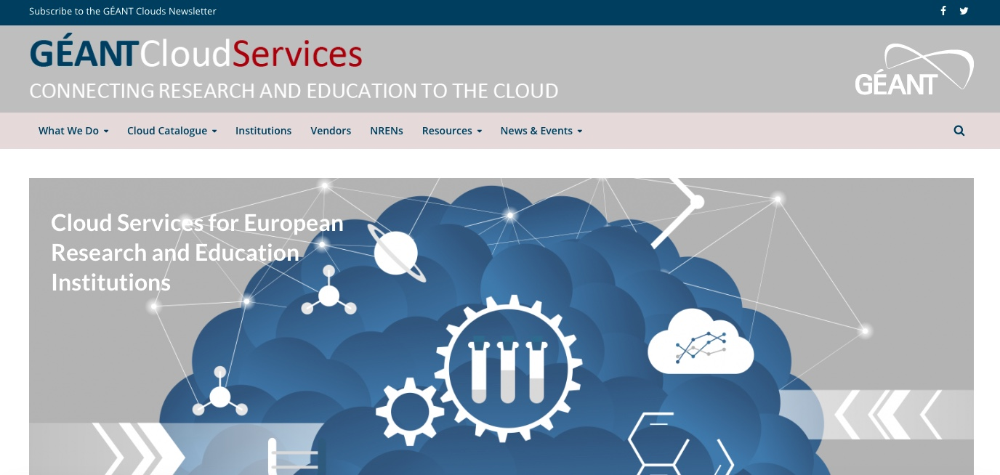 Subscribe to the GÉANT Clouds Newsletter
GÉANTCloudServices
CONNECTING RESEARCH AND EDUCATION TO THE CLOUD
GÉANT
What We Do
Cloud Catalogue
Institutions
Vendors
NRENs
Resources
News & Events
Cloud Services for European
Research and Education
Institutions